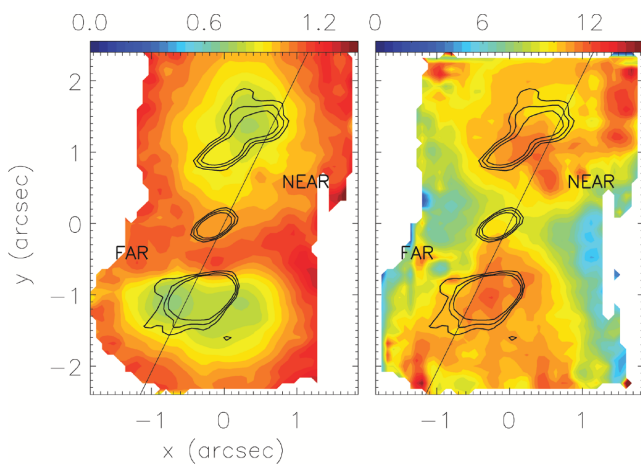 0.0 0.6 1.2 0 6 12
2
1
0
−1
−2
NEAR NEAR
FAR FAR
y (arcsec)
−1 0 1 −1 0 1
x (arcsec)